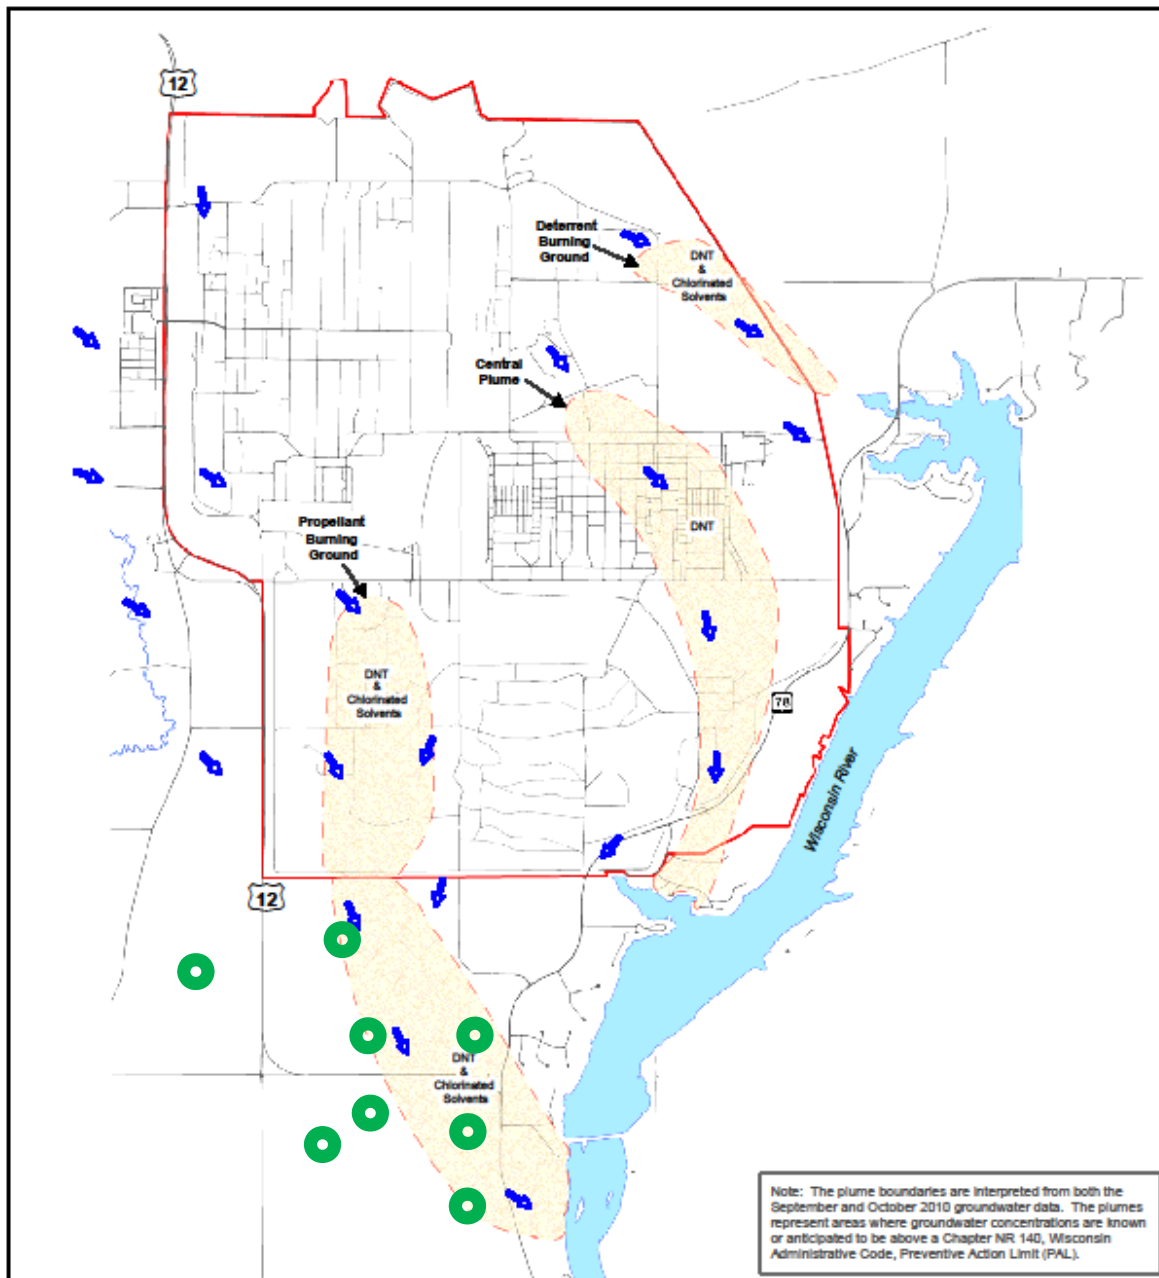 12
Deterrent
Burning
Ground
DNT
&
Chlorinated
Solvents
Central
Plume
DNT
Propellant
Burning
Ground
DNT
&
Chlorinated
Solvents
78
Wisconsin River
12
DNT
&
Chlorinated
Solvents
Note: The plume boundaries are interpreted from both the
September and October 2010 groundwater data. The plumes
represent areas where groundwater concentrations are known
or anticipated to be above a Chapter NR 140, Wisconsin
Administrative Code, Preventive Action Limit (PAL).